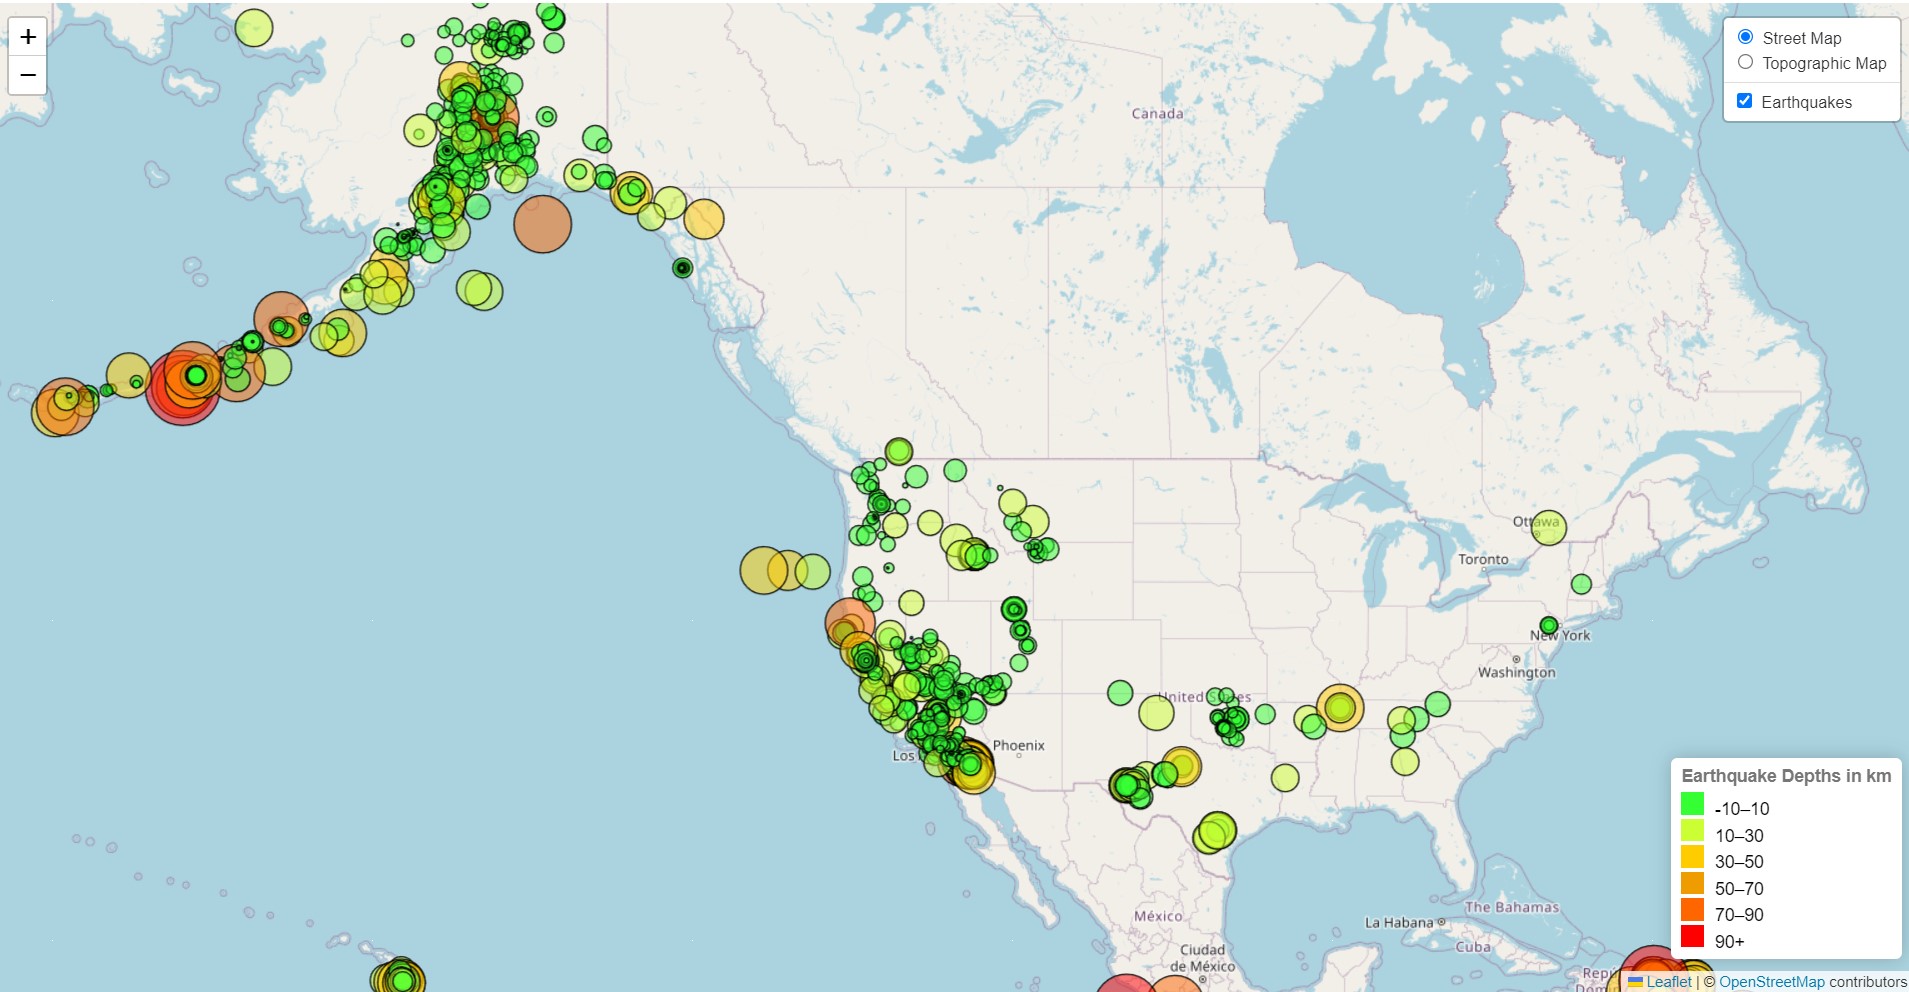 +
−
Street Map
Topographic Map
Earthquakes
Canada
Ottawa
Toronto
New York
Washington
United States
Phoenix
Los
México
La Habana
The Bahamas
Cuba
Ciudad
de México
Earthquake Depths in km
-10–10
10–30
30–50
50–70
70–90
90+
Leaflet | © OpenStreetMap contributors